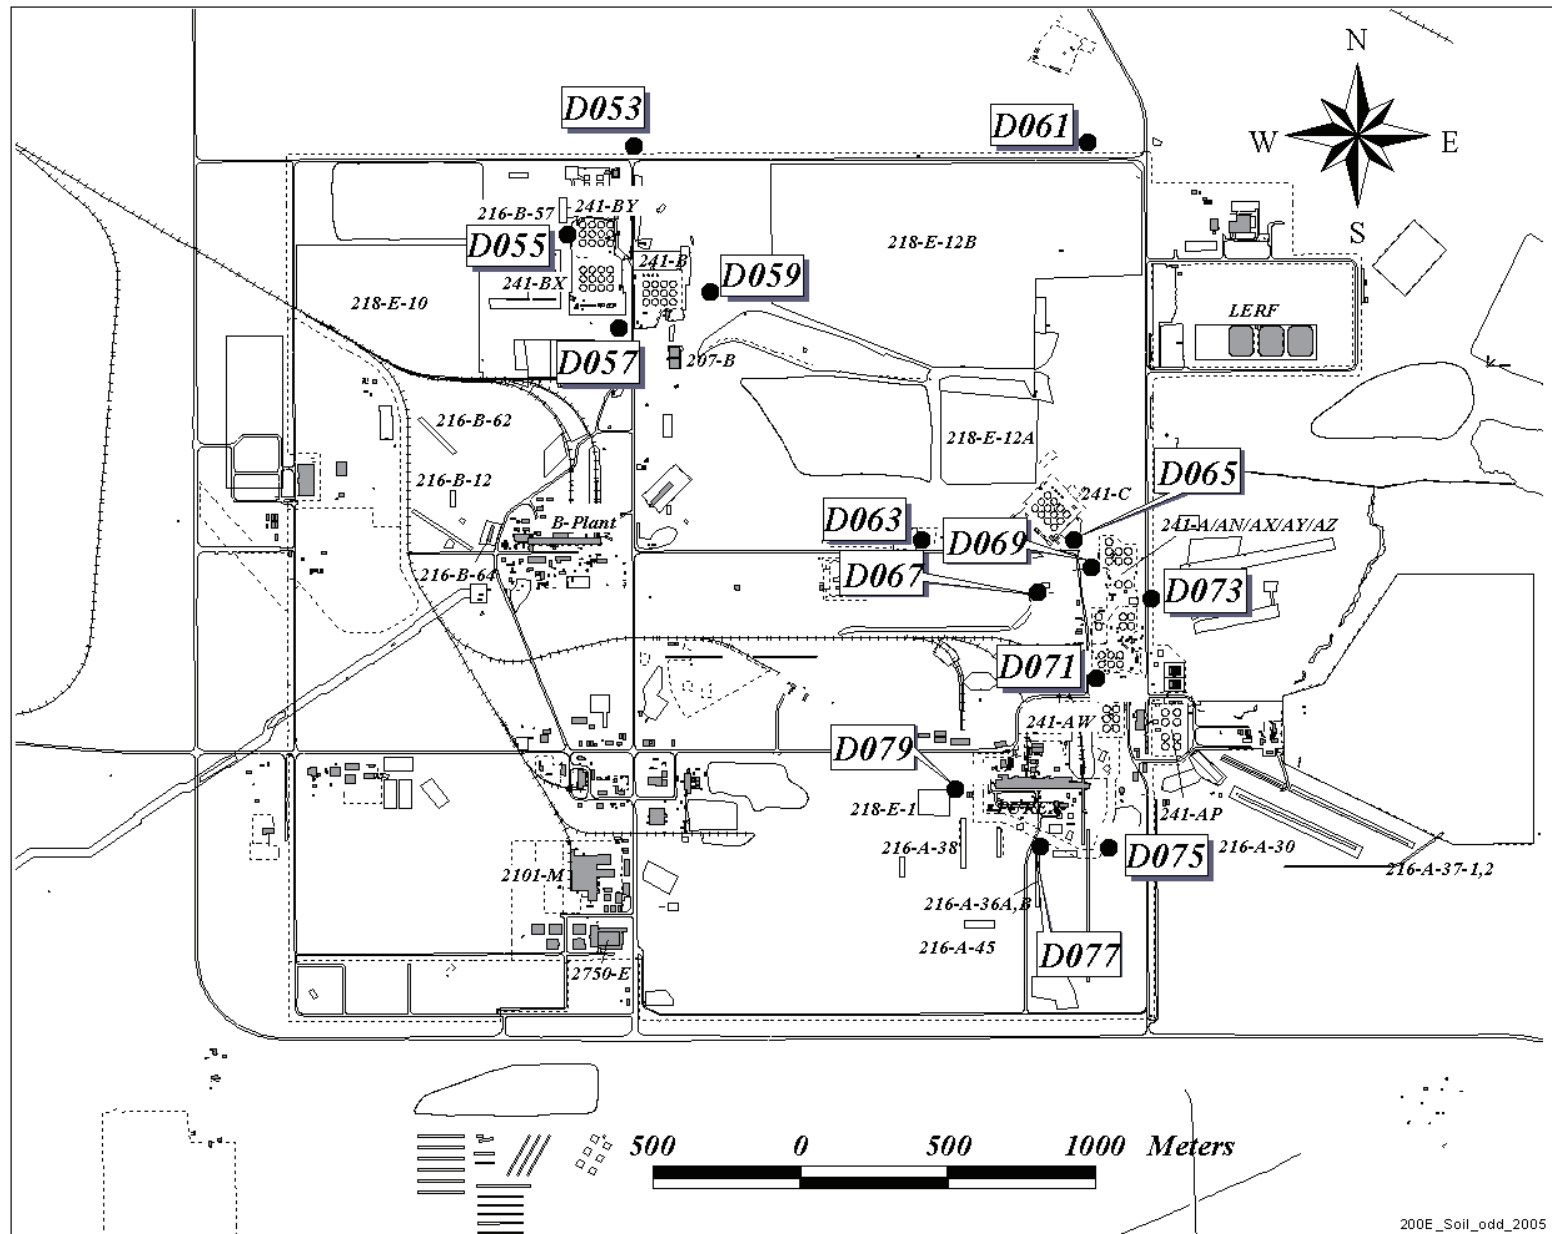 D053
D061
N
W
E
S
216-B-57
241-BY
D055
241-B
218-E-12B
D059
241-BX
218-E-10
LERF
D057
207-B
216-B-62
218-E-12A
D065
216-B-12
241-C
B-Plant
D063
D069
241-A/AN/AX/AY/AZ
216-B-64
D067
D073
D071
241-AW
D079
218-E-1
PUREX
241-AP
216-A-38
D075
216-A-30
216-A-37-1,2
2101-M
216-A-36A,B
216-A-45
D077
2750-E
500 0 500 1000 Meters
200E_Soil_odd_2005